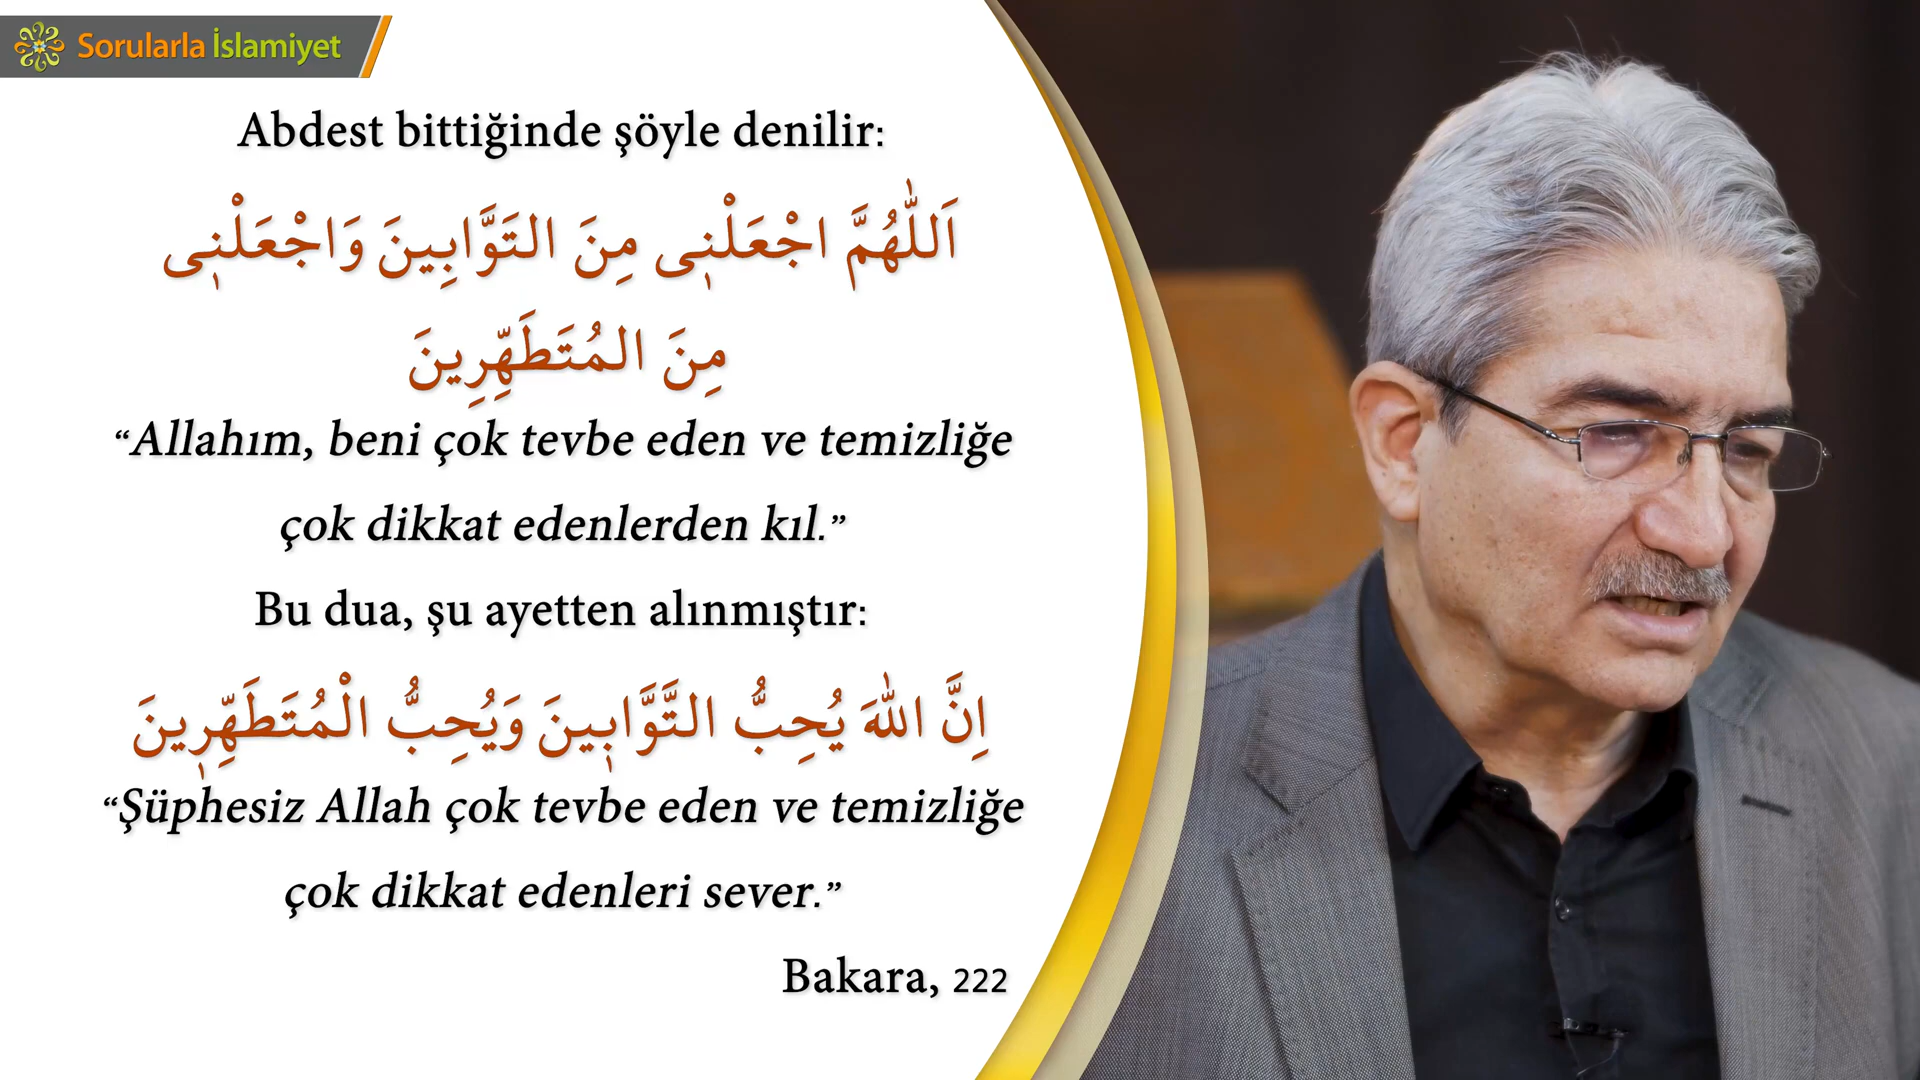 Sorularla İslamiyet
Abdest bittiğinde şöyle denilir:
اَللّٰهُمَّ اجْعَلْنٖى مِنَ التَوَّابِينَ وَاجْعَلْنٖى
مِنَ المُتَطَهِّرِينَ
“Allahım, beni çok tevbe eden ve temizliğe
çok dikkat edenlerden kıl.”
Bu dua, şu ayetten alınmıştır:
اِنَّ اللّٰهَ يُحِبُّ التَّوَّابٖينَ وَيُحِبُّ الْمُتَطَهِّرٖينَ
“Şüphesiz Allah çok tevbe eden ve temizliğe
çok dikkat edenleri sever.”
Bakara, 222